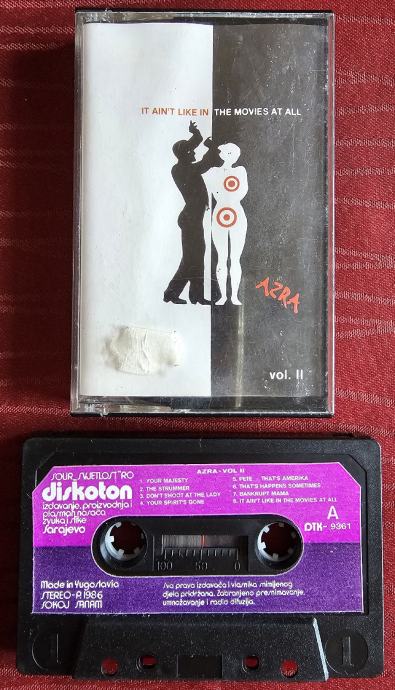 IT AIN'T LIKE IN THE MOVIES AT ALL
AZRA
vol. II
SOUR „SVJETLOST" RO
diskoton
izdavanje, proizvodnja i
plasman nosača
zvuka i slike
Sarajevo
AZRA - VOL II
1. YOUR MAJESTY
2. THE STRUMMER
3. DON'T SHOOT AT THE LADY
4. YOUR SPIRIT'S GONE
5. PETE ... THAT'S AMERIKA
6. THAT'S HAPPENS SOMETIMES
7. BANKRUPT MAMA
8. IT AIN'T LIKE IN THE MOVIES AT ALL
A
DTK- 9361
100 50 0
Made in Yugoslavia
STEREO-℗ 1986
SOKOJ SANAM
Sva prava izdavača i vlasnika snimljenog
djela pridržana. Zabranjeno presnimavanje,
umnožavanje i radio difuzija.
1
1